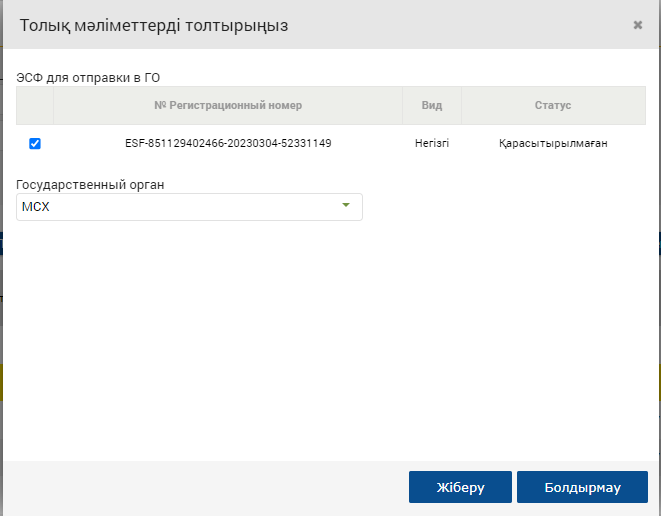 Толық мәліметтерді толтырыңыз
ЭСФ для отправки в ГО
№ Регистрационный номер Вид Статус
ESF-851129402466-20230304-52331149 Негізгі Қарасытырылмаған
Государственный орган
МСХ
Жіберу Болдырмау